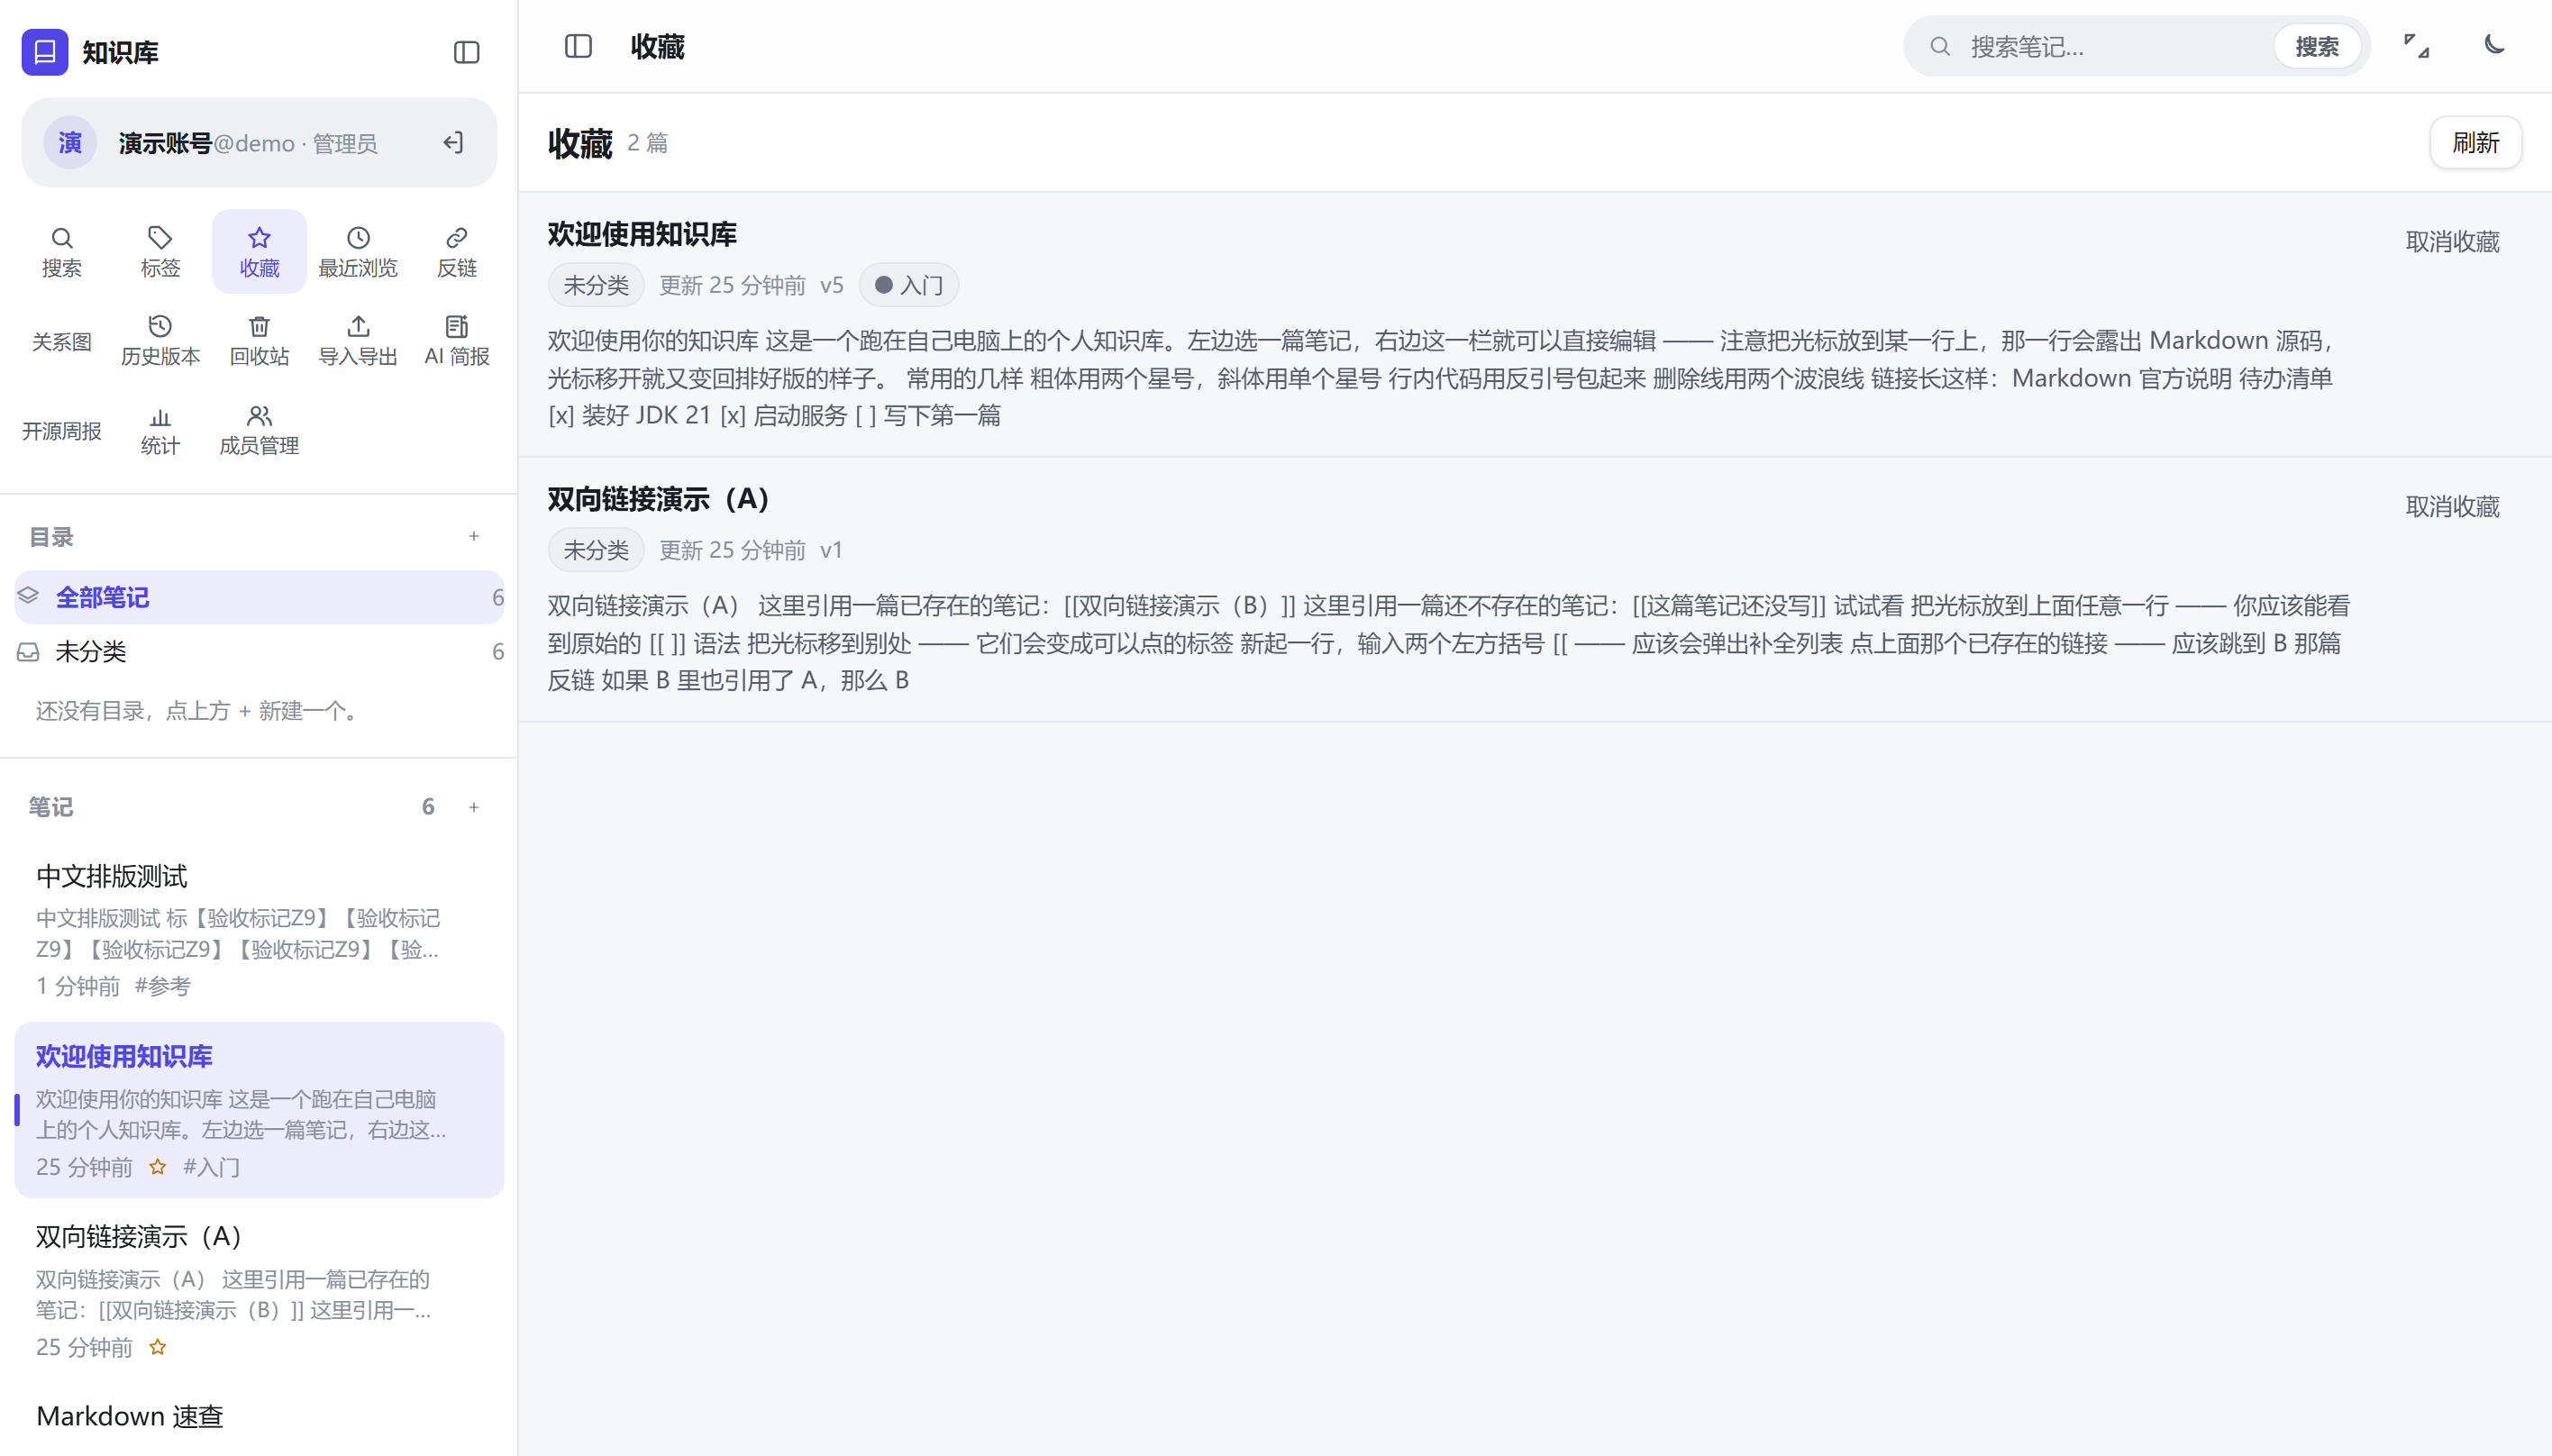 知识库
演
演示账号@demo · 管理员
搜索
标签
收藏
最近浏览
反链
关系图
历史版本
回收站
导入导出
AI 简报
开源周报
统计
成员管理
目录
+
全部笔记
6
未分类
6
还没有目录，点上方 + 新建一个。
笔记
6
+
中文排版测试
中文排版测试 标【验收标记Z9】【验收标记
Z9】【验收标记Z9】【验收标记Z9】【验...
1 分钟前 #参考
欢迎使用知识库
欢迎使用你的知识库 这是一个跑在自己电脑
上的个人知识库。左边选一篇笔记，右边这...
25 分钟前 #入门
双向链接演示（A）
双向链接演示（A） 这里引用一篇已存在的
笔记：[[双向链接演示（B）]] 这里引用一...
25 分钟前
Markdown 速查
收藏
搜索笔记...
搜索
收藏 2 篇
刷新
欢迎使用知识库
取消收藏
未分类 更新 25 分钟前 v5 入门
欢迎使用你的知识库 这是一个跑在自己电脑上的个人知识库。左边选一篇笔记，右边这一栏就可以直接编辑 —— 注意把光标放到某一行上，那一行会露出 Markdown 源码，
光标移开就又变回排好版的样子。 常用的几样 粗体用两个星号，斜体用单个星号 行内代码用反引号包起来 删除线用两个波浪线 链接长这样：Markdown 官方说明 待办清单
[x] 装好 JDK 21 [x] 启动服务 [ ] 写下第一篇
双向链接演示（A）
取消收藏
未分类 更新 25 分钟前 v1
双向链接演示（A） 这里引用一篇已存在的笔记：[[双向链接演示（B）]] 这里引用一篇还不存在的笔记：[[这篇笔记还没写]] 试试看 把光标放到上面任意一行 —— 你应该能看
到原始的 [[ ]] 语法 把光标移到别处 —— 它们会变成可以点的标签 新起一行，输入两个左方括号 [[ —— 应该会弹出补全列表 点上面那个已存在的链接 —— 应该跳到 B 那篇
反链 如果 B 里也引用了 A，那么 B